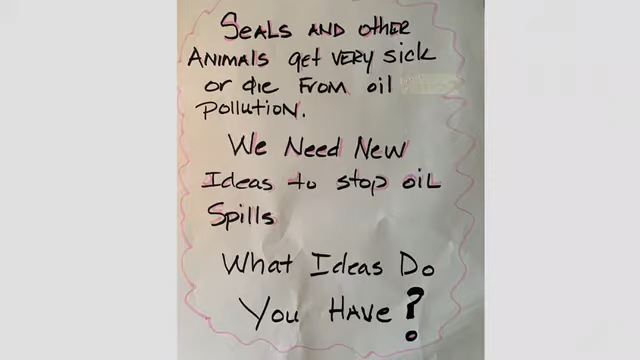 SEALS AND other
ANIMALS get VERY sick
or die From oil
pollution.
We Need New
Ideas to stop oil
Spills
What Ideas Do
You Have?